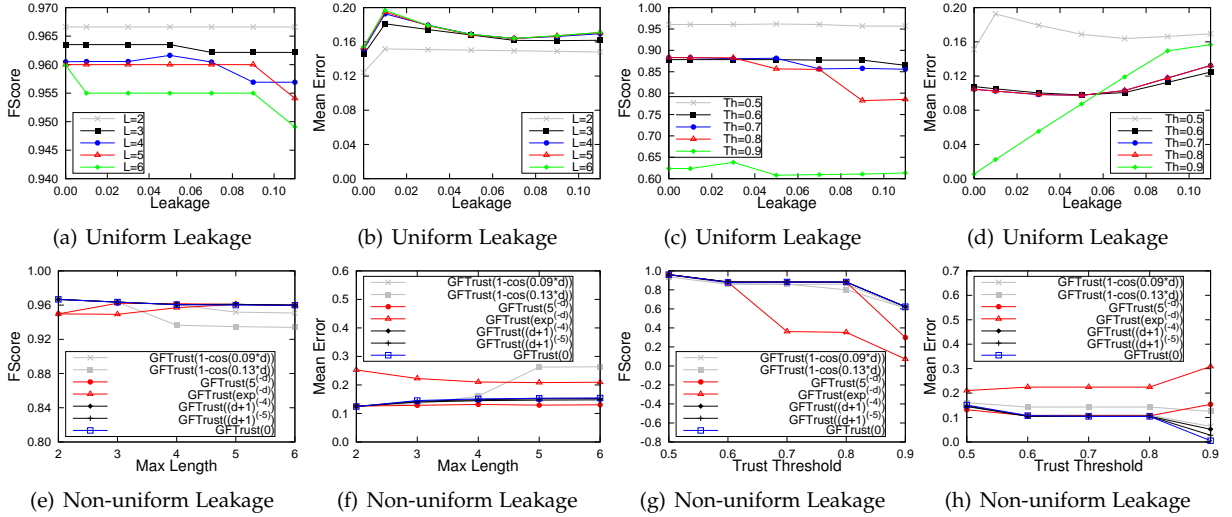 0.970
0.965
0.960
0.955
0.950
0.945
0.940
FScore
0.00 0.02 0.04 0.06 0.08 0.10
Leakage
L=2
L=3
L=4
L=5
L=6
(a) Uniform Leakage
0.20
0.16
0.12
0.08
0.04
0.00
Mean Error
0.00 0.02 0.04 0.06 0.08 0.10
Leakage
L=2
L=3
L=4
L=5
L=6
(b) Uniform Leakage
1.00
0.95
0.90
0.85
0.80
0.75
0.70
0.65
0.60
FScore
0.00 0.02 0.04 0.06 0.08 0.10
Leakage
Th=0.5
Th=0.6
Th=0.7
Th=0.8
Th=0.9
(c) Uniform Leakage
0.20
0.16
0.12
0.08
0.04
0.00
Mean Error
0.00 0.02 0.04 0.06 0.08 0.10
Leakage
Th=0.5
Th=0.6
Th=0.7
Th=0.8
Th=0.9
(d) Uniform Leakage
1.00
0.96
0.92
0.88
0.84
0.80
FScore
2 3 4 5 6
Max Length
GFTrust(1-cos(0.09*d))
GFTrust(1-cos(0.13*d))
GFTrust(5^(-d))
GFTrust(exp^(-d))
GFTrust((d+1)^(-4))
GFTrust((d+1)^(-5))
GFTrust(0)
(e) Non-uniform Leakage
0.6
0.5
0.4
0.3
0.2
0.1
0.0
Mean Error
2 3 4 5 6
Max Length
GFTrust(1-cos(0.09*d))
GFTrust(1-cos(0.13*d))
GFTrust(5^(-d))
GFTrust(exp^(-d))
GFTrust((d+1)^(-4))
GFTrust((d+1)^(-5))
GFTrust(0)
(f) Non-uniform Leakage
1.0
0.8
0.6
0.4
0.2
0.0
-0.2
-0.4
-0.6
-0.8
FScore
0.5 0.6 0.7 0.8 0.9
Trust Threshold
GFTrust(1-cos(0.09*d))
GFTrust(1-cos(0.13*d))
GFTrust(5^(-d))
GFTrust(exp^(-d))
GFTrust((d+1)^(-4))
GFTrust((d+1)^(-5))
GFTrust(0)
(g) Non-uniform Leakage
0.7
0.6
0.5
0.4
0.3
0.2
0.1
0.0
Mean Error
0.5 0.6 0.7 0.8 0.9
Trust Threshold
GFTrust(1-cos(0.09*d))
GFTrust(1-cos(0.13*d))
GFTrust(5^(-d))
GFTrust(exp^(-d))
GFTrust((d+1)^(-4))
GFTrust((d+1)^(-5))
GFTrust(0)
(h) Non-uniform Leakage